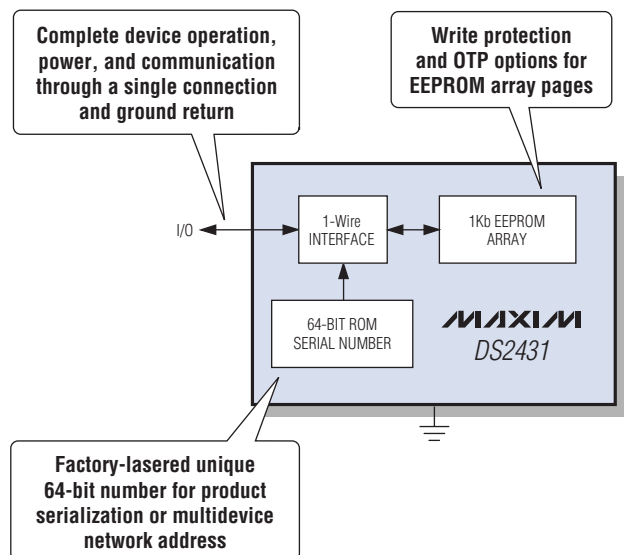 Complete device operation,
power, and communication
through a single connection
and ground return
Write protection
and OTP options for
EEPROM array pages
I/O
1-Wire
INTERFACE
1Kb EEPROM
ARRAY
64-BIT ROM
SERIAL NUMBER
MAXIM
DS2431
Factory-lasered unique
64-bit number for product
serialization or multidevice
network address